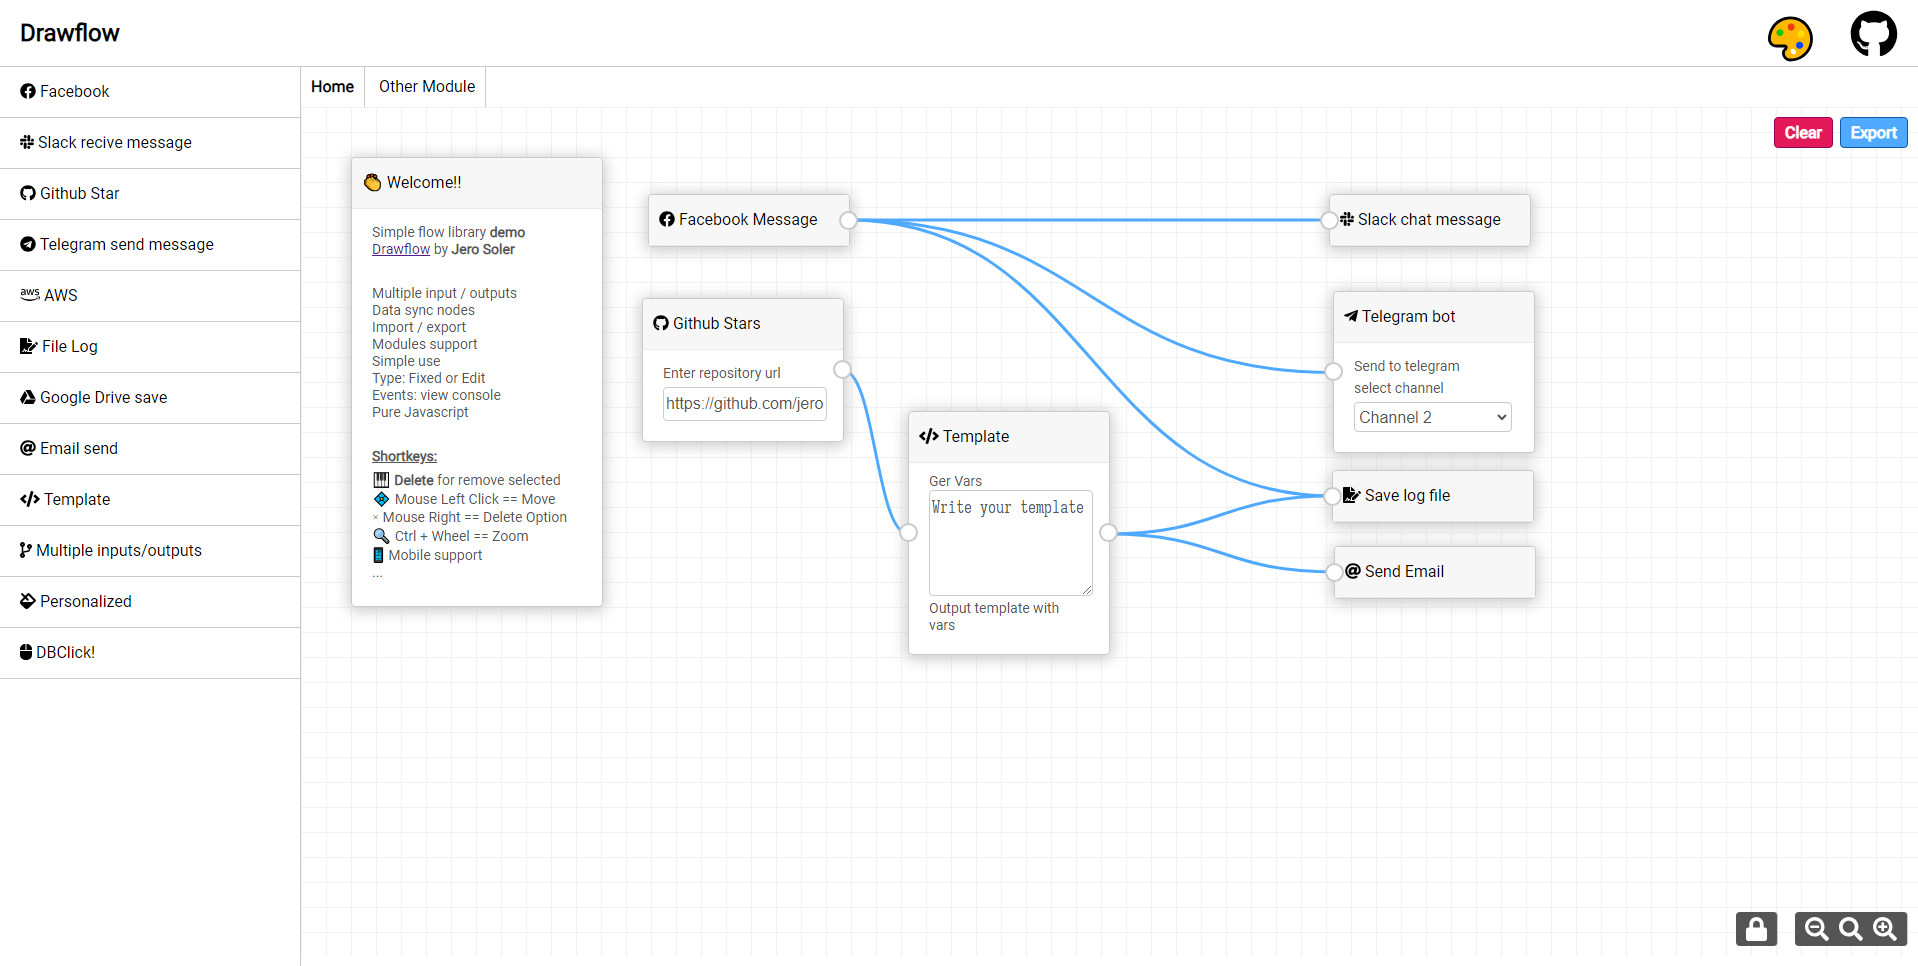 Drawflow
Facebook
Slack recive message
Github Star
Telegram send message
aws AWS
File Log
Google Drive save
Email send
Template
Multiple inputs/outputs
Personalized
DBClick!
Home
Other Module
Clear
Export
Welcome!!
Simple flow library demo
Drawflow by Jero Soler
Multiple input / outputs
Data sync nodes
Import / export
Modules support
Simple use
Type: Fixed or Edit
Events: view console
Pure Javascript
Shortkeys:
Delete for remove selected
Mouse Left Click == Move
× Mouse Right == Delete Option
Ctrl + Wheel == Zoom
Mobile support
...
Facebook Message
Github Stars
Enter repository url
https://github.com/jero
Template
Ger Vars
Write your template
Output template with
vars
Slack chat message
Telegram bot
Send to telegram
select channel
Channel 2
Save log file
@ Send Email